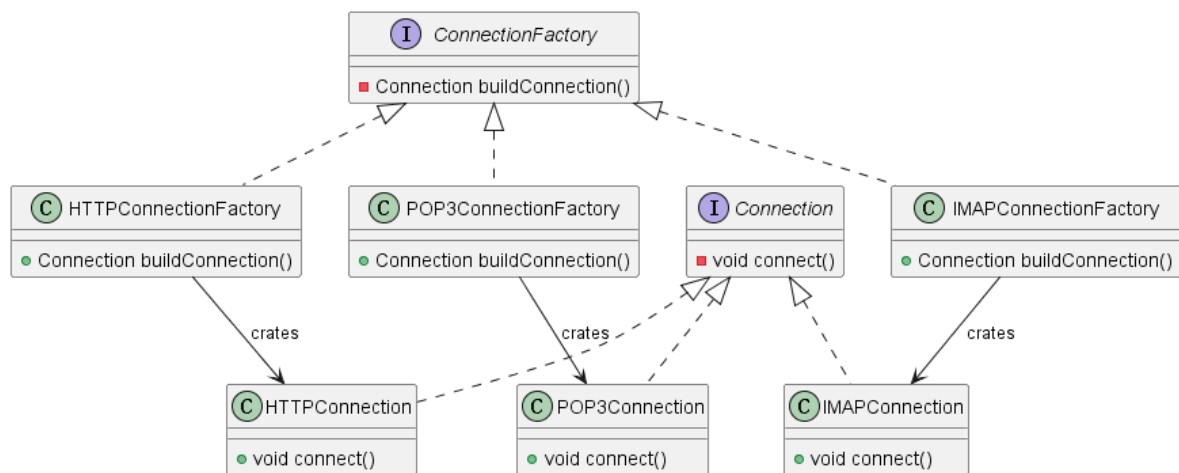 I ConnectionFactory
Connection buildConnection()
C HTTPConnectionFactory
Connection buildConnection()
C POP3ConnectionFactory
Connection buildConnection()
I Connection
void connect()
C IMAPConnectionFactory
Connection buildConnection()
crates
crates
crates
C HTTPConnection
void connect()
C POP3Connection
void connect()
C IMAPConnection
void connect()